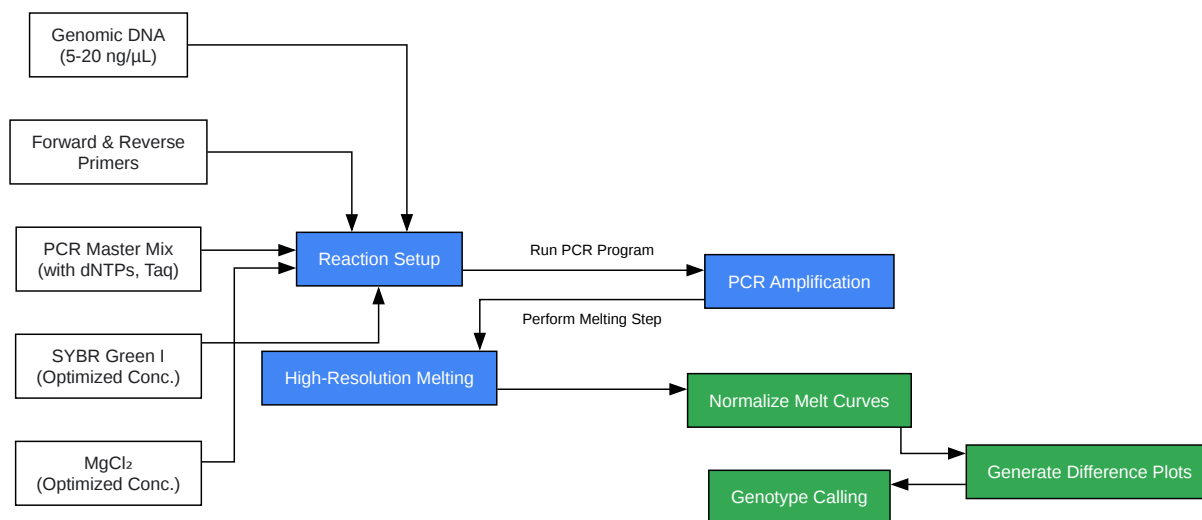 Genomic DNA
(5-20 ng/µL)
Forward & Reverse
Primers
PCR Master Mix
(with dNTPs, Taq)
SYBR Green I
(Optimized Conc.)
MgCl₂
(Optimized Conc.)
Reaction Setup
Run PCR Program
PCR Amplification
Perform Melting Step
High-Resolution Melting
Normalize Melt Curves
Generate Difference Plots
Genotype Calling